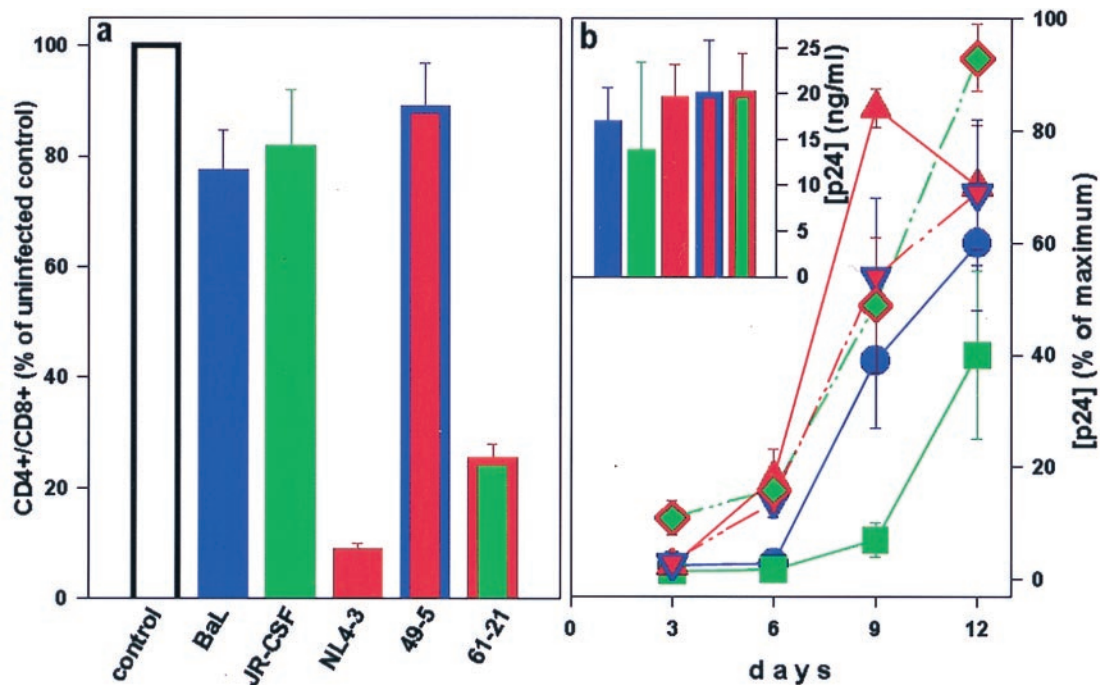 a
CD4+/CD8+ (% of uninfected control)
100
80
60
40
20
0
control
BaL
JR-CSF
NL4-3
49-5
61-21
b
25
20
15
10
5
0
[p24] (ng/ml)
100
80
60
40
20
0
[p24] (% of maximum)
0
3
6
9
12
days